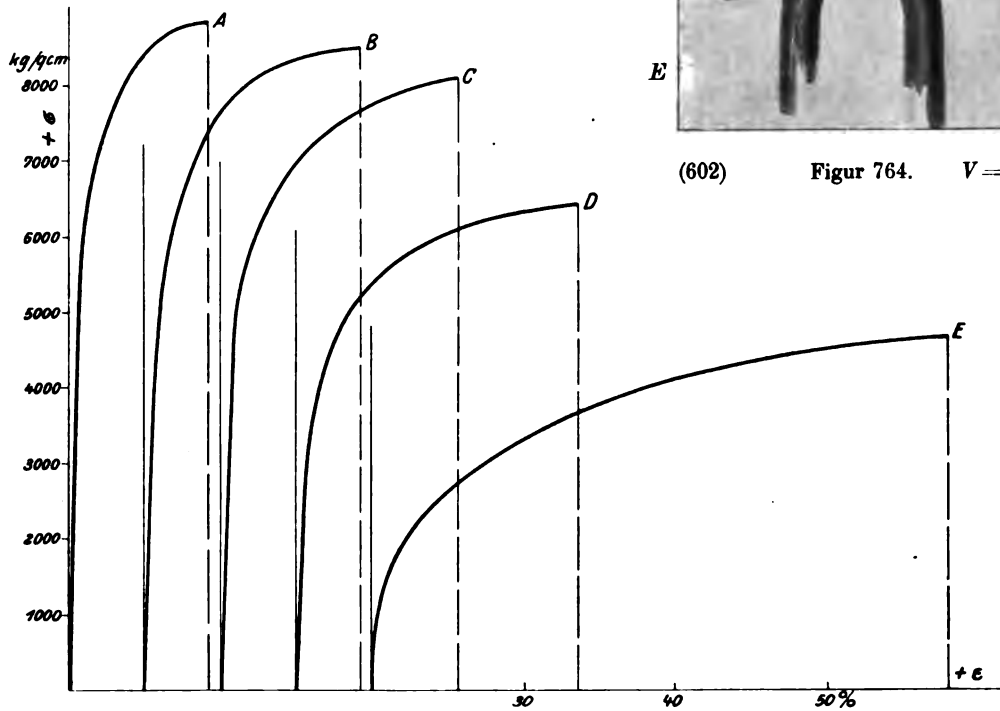 A
kg/qcm
B
E
C
8000
+ σ
7000
(602) Figur 764. V =
D
6000
5000
E
4000
3000
2000
1000
+ ε
30 40 50 %